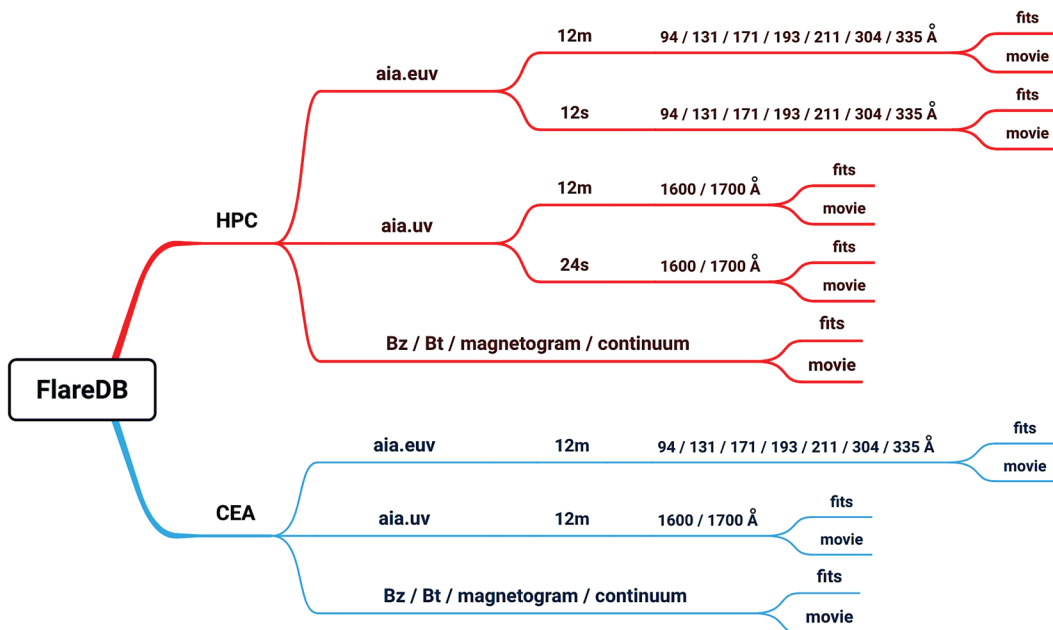 fits
12m 94 / 131 / 171 / 193 / 211 / 304 / 335 Å
movie
aia.euv
fits
12s 94 / 131 / 171 / 193 / 211 / 304 / 335 Å
movie
fits
12m 1600 / 1700 Å
movie
HPC
aia.uv
fits
24s 1600 / 1700 Å
movie
fits
Bz / Bt / magnetogram / continuum
movie
FlareDB
fits
aia.euv 12m 94 / 131 / 171 / 193 / 211 / 304 / 335 Å
movie
fits
CEA
aia.uv 12m 1600 / 1700 Å
movie
fits
Bz / Bt / magnetogram / continuum
movie